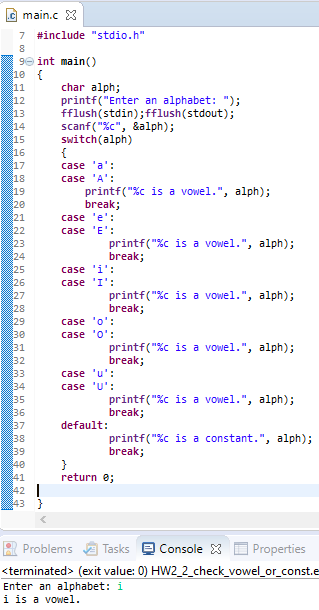 main.c
7 #include "stdio.h"
8
9 int main()
10 {
11 char alph;
12 printf("Enter an alphabet: ");
13 fflush(stdin);fflush(stdout);
14 scanf("%c", &alph);
15 switch(alph)
16 {
17 case 'a':
18 case 'A':
19 printf("%c is a vowel.", alph);
20 break;
21 case 'e':
22 case 'E':
23 printf("%c is a vowel.", alph);
24 break;
25 case 'i':
26 case 'I':
27 printf("%c is a vowel.", alph);
28 break;
29 case 'o':
30 case 'O':
31 printf("%c is a vowel.", alph);
32 break;
33 case 'u':
34 case 'U':
35 printf("%c is a vowel.", alph);
36 break;
37 default:
38 printf("%c is a constant.", alph);
39 break;
40 }
41 return 0;
42
43 }
Problems Tasks Console Properties
<terminated> (exit value: 0) HW2_2_check_vowel_or_const.e
Enter an alphabet: i
i is a vowel.